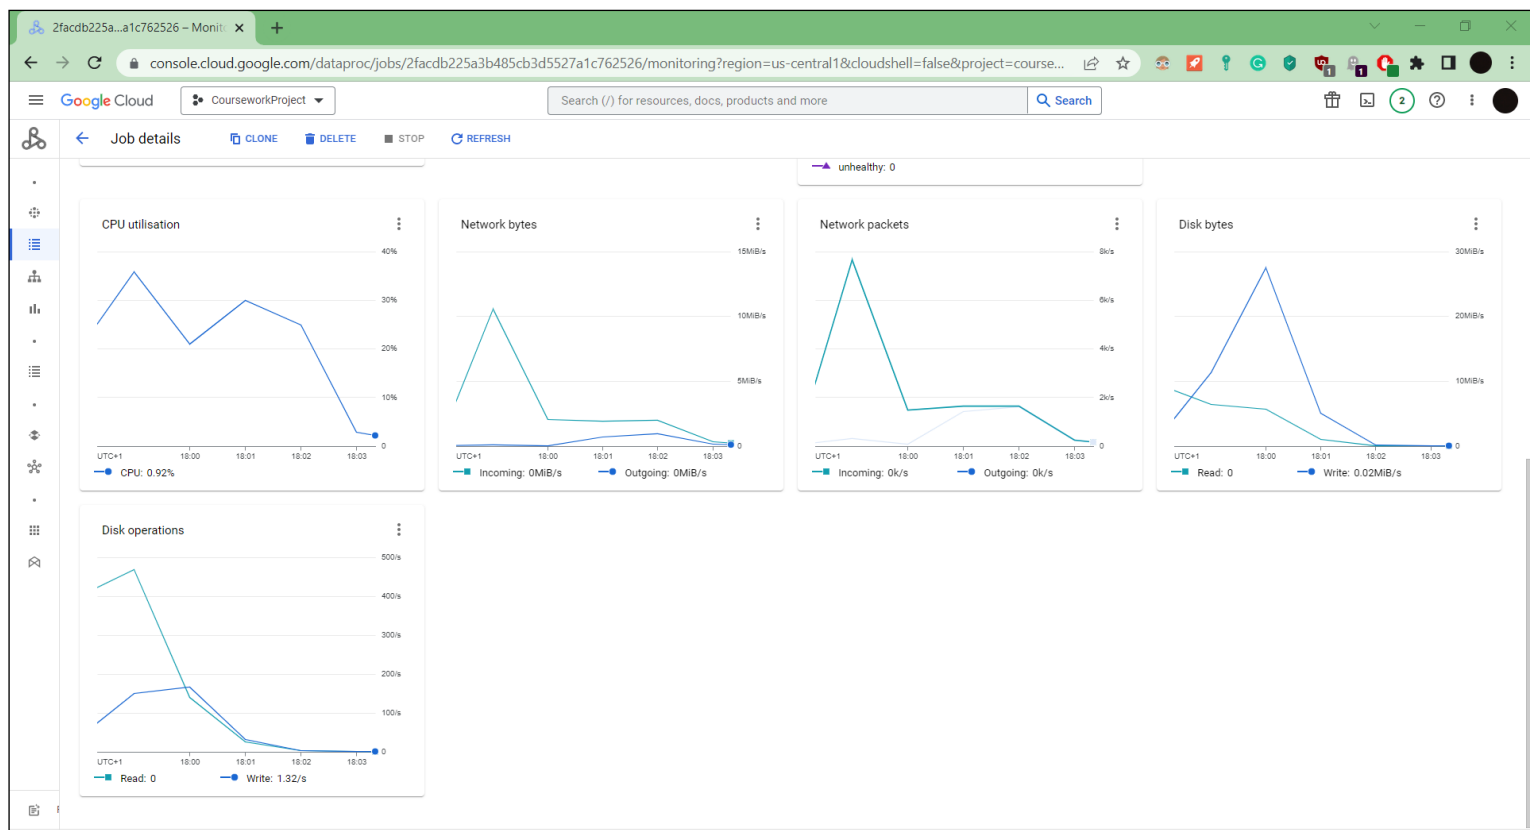 2facdb225a...a1c762526 – Monit
console.cloud.google.com/dataproc/jobs/2facdb225a3b485cb3d5527a1c762526/monitoring?region=us-central1&cloudshell=false&project=course...
1
1
Google Cloud
CourseworkProject
Search (/) for resources, docs, products and more
Search
2
Job details
CLONE
DELETE
STOP
REFRESH
unhealthy: 0
CPU utilisation
40%
30%
20%
10%
0
UTC+1 18:00 18:01 18:02 18:03
CPU: 0.92%
Network bytes
15MiB/s
10MiB/s
5MiB/s
0
UTC+1 18:00 18:01 18:02 18:03
Incoming: 0MiB/s Outgoing: 0MiB/s
Network packets
8k/s
6k/s
4k/s
2k/s
0
UTC+1 18:00 18:01 18:02 18:03
Incoming: 0k/s Outgoing: 0k/s
Disk bytes
30MiB/s
20MiB/s
10MiB/s
0
UTC+1 18:00 18:01 18:02 18:03
Read: 0 Write: 0.02MiB/s
Disk operations
500/s
400/s
300/s
200/s
100/s
0
UTC+1 18:00 18:01 18:02 18:03
Read: 0 Write: 1.32/s